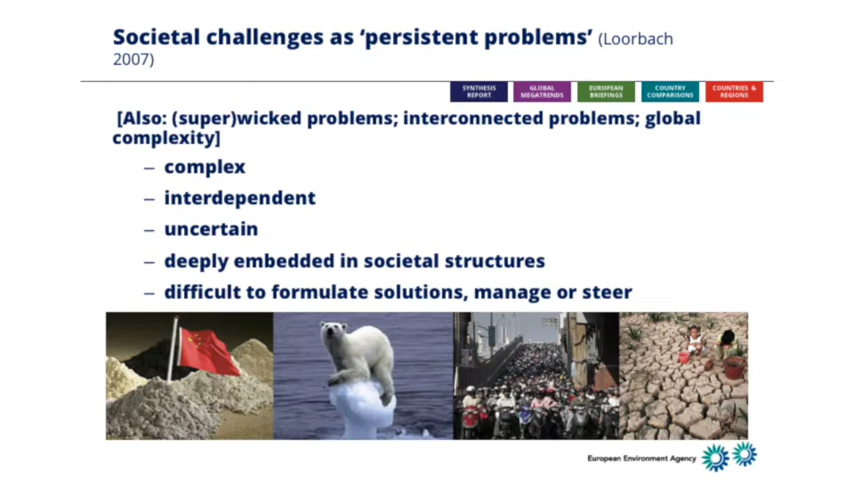 Societal challenges as ‘persistent problems’ (Loorbach
2007)
SYNTHESIS
REPORT
GLOBAL
MEGATRENDS
EUROPEAN
BRIEFINGS
COUNTRY
COMPARISONS
COUNTRIES &
REGIONS
[Also: (super)wicked problems; interconnected problems; global
complexity]
– complex
– interdependent
– uncertain
– deeply embedded in societal structures
– difficult to formulate solutions, manage or steer
European Environment Agency